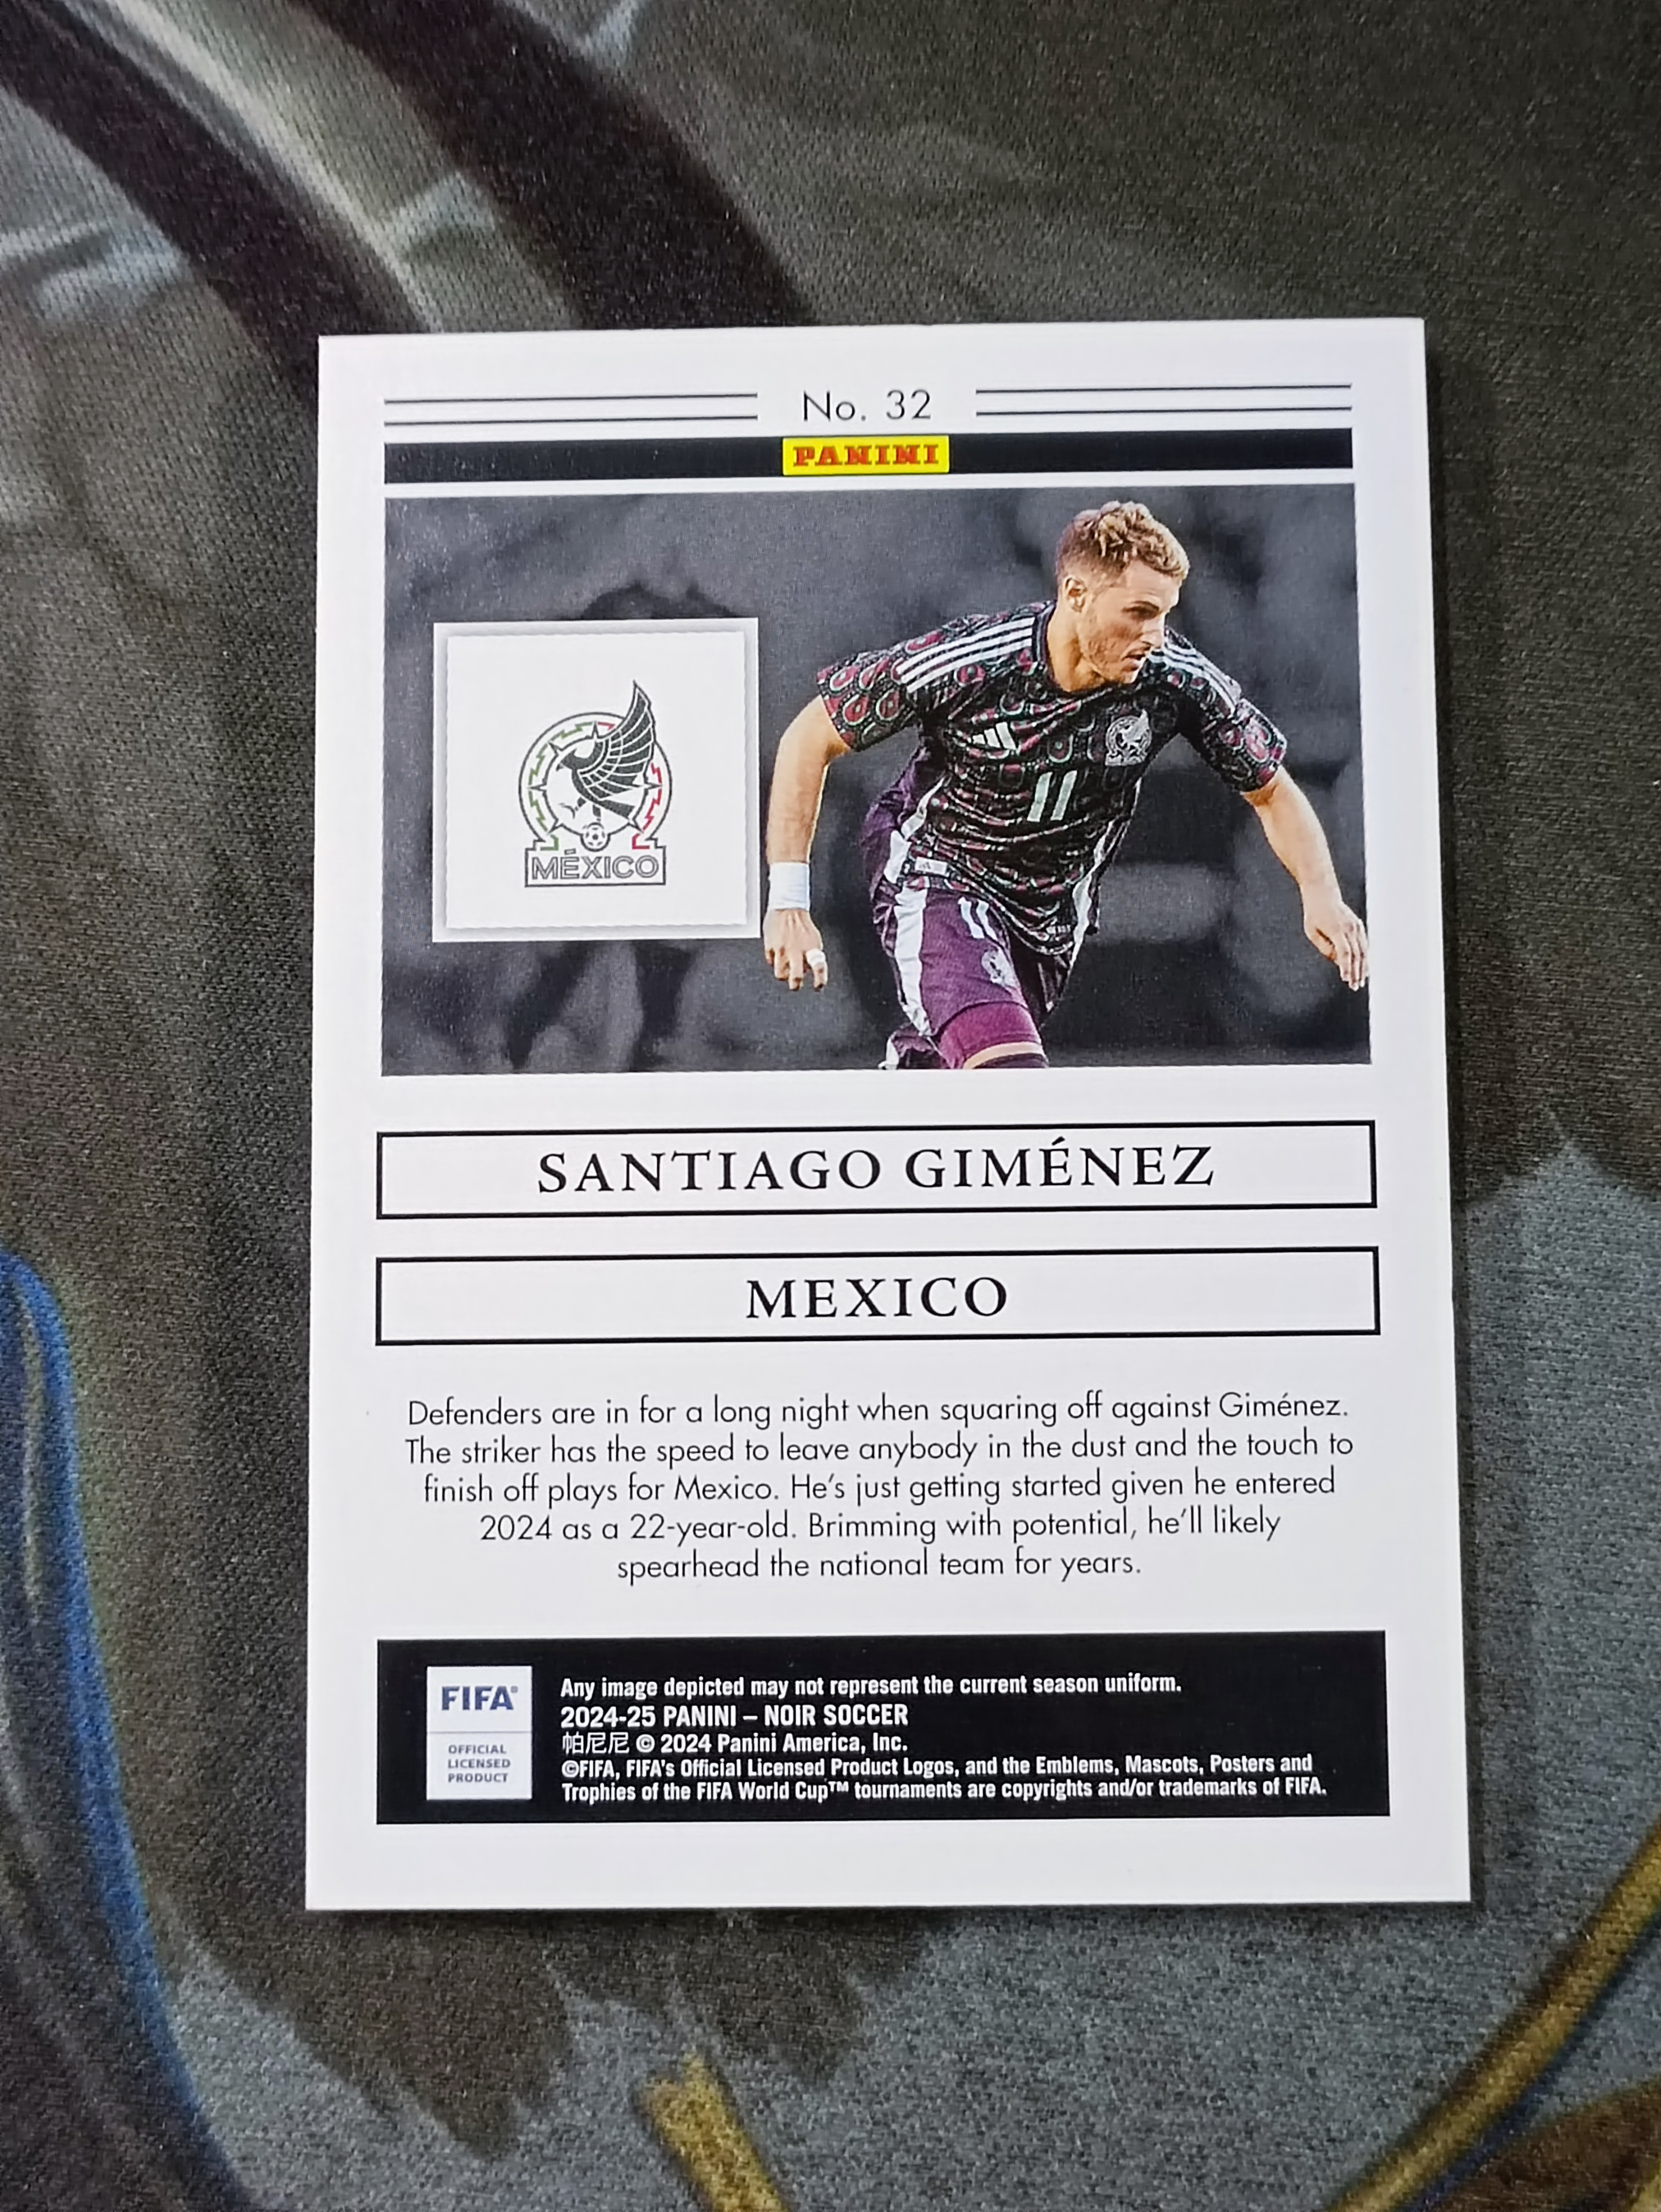 No. 32
PANINI
11
11
MÉXICO
SANTIAGO GIMÉNEZ
MEXICO
Defenders are in for a long night when squaring off against Giménez.
The striker has the speed to leave anybody in the dust and the touch to
finish off plays for Mexico. He's just getting started given he entered
2024 as a 22-year-old. Brimming with potential, he'll likely
spearhead the national team for years.
FIFA®
OFFICIAL
LICENSED
PRODUCT
Any image depicted may not represent the current season uniform.
2024-25 PANINI – NOIR SOCCER
帕尼尼 © 2024 Panini America, Inc.
©FIFA, FIFA's Official Licensed Product Logos, and the Emblems, Mascots, Posters and
Trophies of the FIFA World Cup™ tournaments are copyrights and/or trademarks of FIFA.